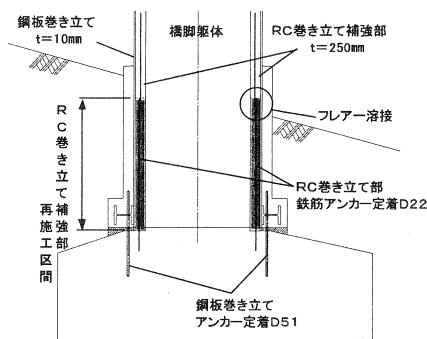 鋼板巻き立て
t=10mm
橋脚躯体
RC巻き立て補強部
t=250mm
フレアー溶接
RC巻き立て補強部
再施工区間
RC巻き立て部
鉄筋アンカー定着D22
鋼板巻き立て
アンカー定着D51